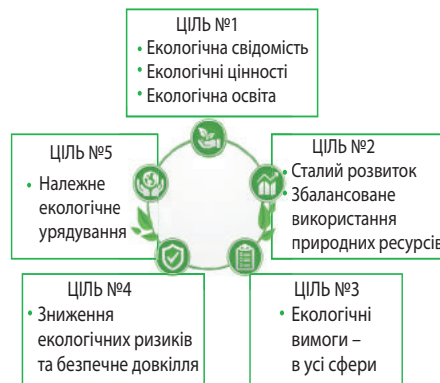 ЦІЛЬ №1
• Екологічна свідомість
• Екологічні цінності
• Екологічна освіта
ЦІЛЬ №5
• Належне
екологічне
урядування
ЦІЛЬ №2
• Сталий розвиток
• Збалансоване
використання
природних ресурсів
ЦІЛЬ №4
• Зниження
екологічних ризиків
та безпечне довкілля
ЦІЛЬ №3
• Екологічні
вимоги –
в усі сфери